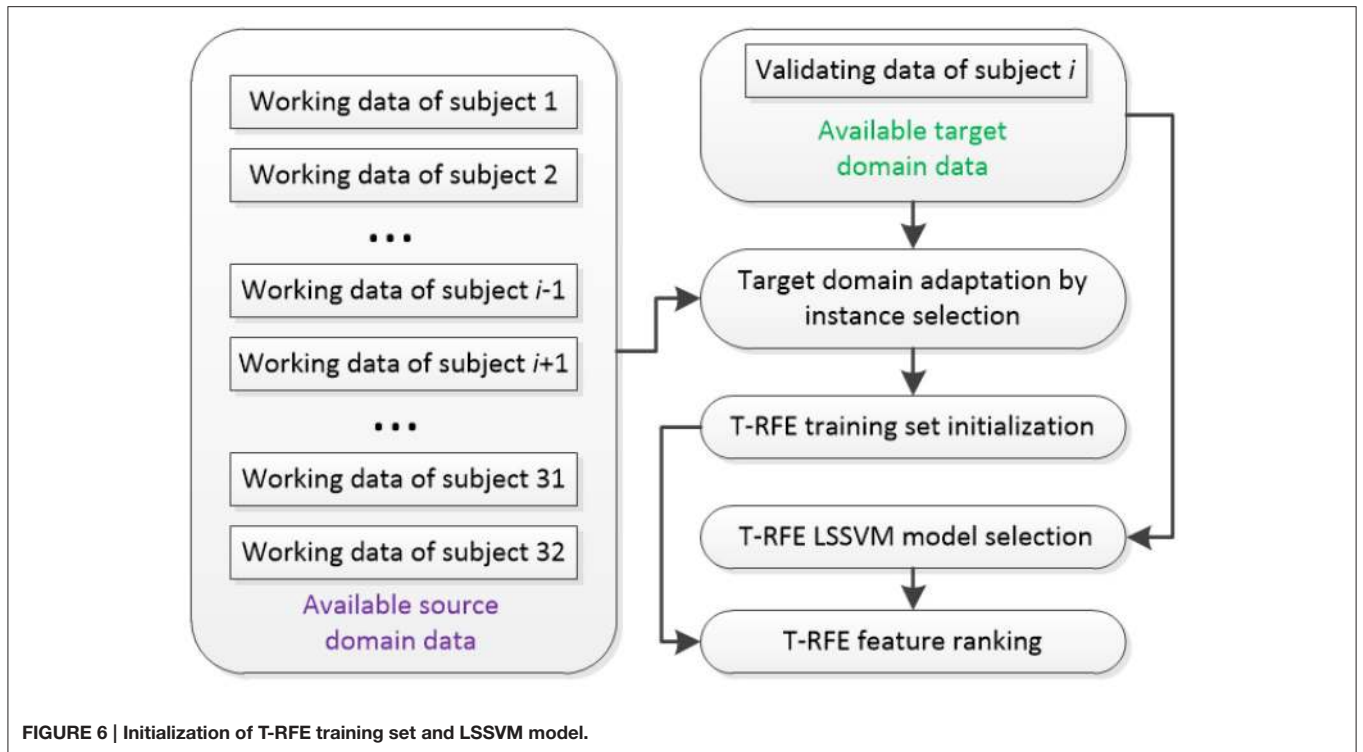 Working data of subject 1
Working data of subject 2
...
Working data of subject i-1
Working data of subject i+1
...
Working data of subject 31
Working data of subject 32
Available source
domain data
Validating data of subject i
Available target
domain data
Target domain adaptation by
instance selection
T-RFE training set initialization
T-RFE LSSVM model selection
T-RFE feature ranking
FIGURE 6 | Initialization of T-RFE training set and LSSVM model.